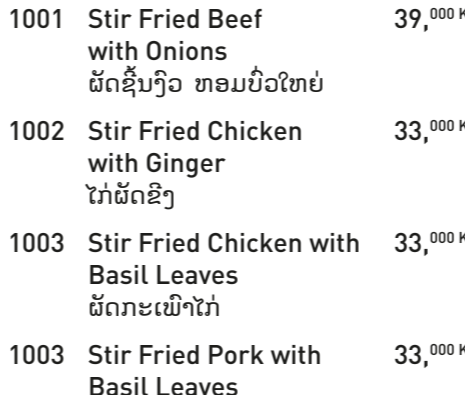 1001 Stir Fried Beef 39,000 K
with Onions
ຜັດຊີ້ນງົວ ຫອມບົ່ວໃຫຍ່
1002 Stir Fried Chicken 33,000 K
with Ginger
ໄກ່ຜັດຂີງ
1003 Stir Fried Chicken with 33,000 K
Basil Leaves
ຜັດກະເພົາໄກ່
1003 Stir Fried Pork with 33,000 K
Basil Leaves